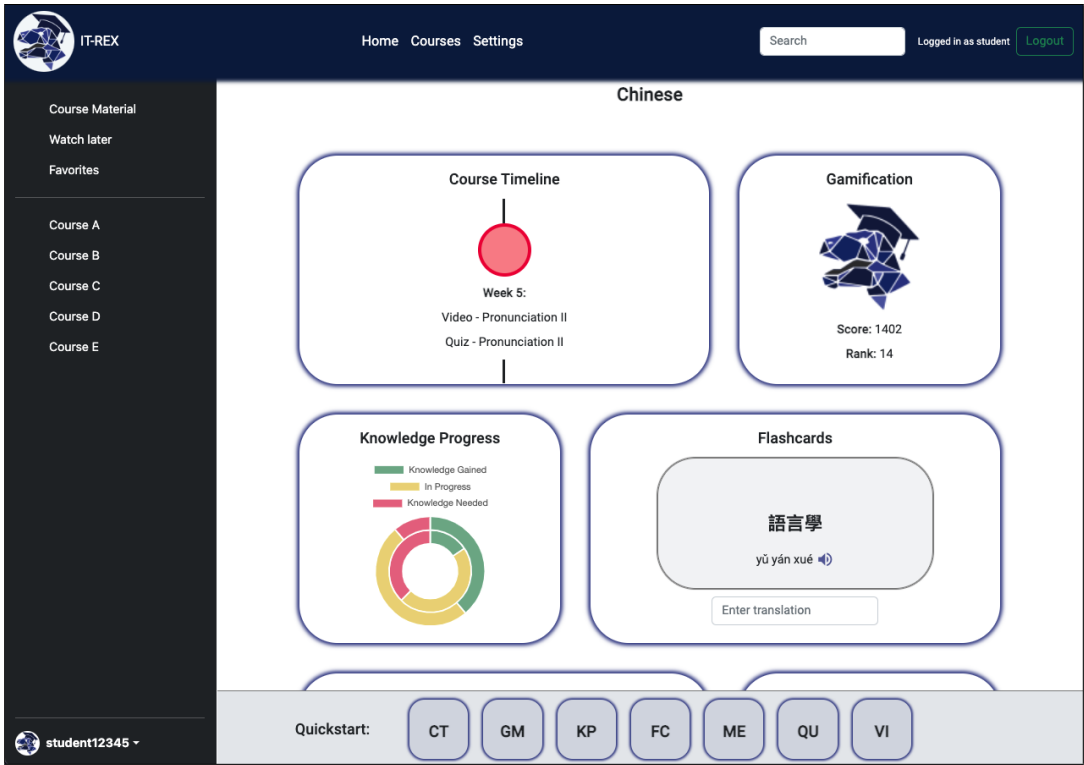 IT-REX
Home Courses Settings
Search
Logged in as student
Logout
Course Material
Watch later
Favorites
Course A
Course B
Course C
Course D
Course E
student12345
Chinese
Course Timeline
Week 5:
Video - Pronunciation II
Quiz - Pronunciation II
Gamification
Score: 1402
Rank: 14
Knowledge Progress
Knowledge Gained
In Progress
Knowledge Needed
Flashcards
語言學
yǔ yán xué
Enter translation
Quickstart: CT GM KP FC ME QU VI